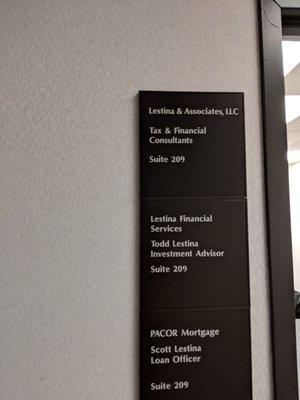 Lestina & Associates, LLC
Tax & Financial
Consultants
Suite 209
Lestina Financial
Services
Todd Lestina
Investment Advisor
Suite 209
PACOR Mortgage
Scott Lestina
Loan Officer
Suite 209